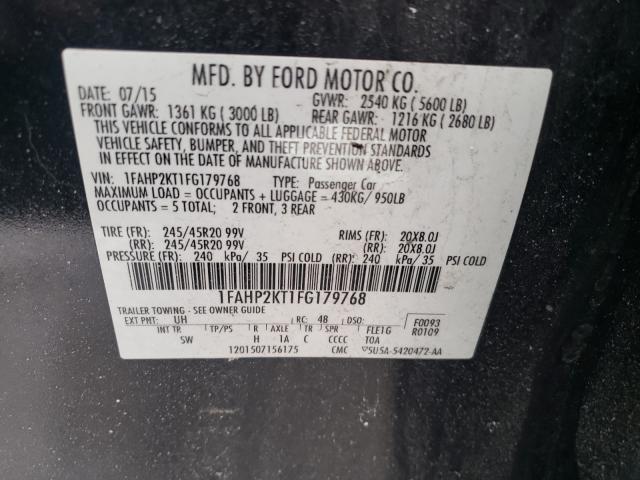 MFD. BY FORD MOTOR CO.
DATE: 07/15 GVWR: 2540 KG ( 5600 LB)
FRONT GAWR: 1361 KG ( 3000 LB) REAR GAWR: 1216 KG ( 2680 LB)
THIS VEHICLE CONFORMS TO ALL APPLICABLE FEDERAL MOTOR
VEHICLE SAFETY, BUMPER, AND THEFT PREVENTION STANDARDS
IN EFFECT ON THE DATE OF MANUFACTURE SHOWN ABOVE.
VIN: 1FAHP2KT1FG179768 TYPE: Passenger Car
MAXIMUM LOAD = OCCUPANTS + LUGGAGE = 430KG/ 950LB
OCCUPANTS = 5 TOTAL; 2 FRONT, 3 REAR
TIRE (FR): 245/45R20 99V RIMS (FR): 20X8.0J
(RR): 245/45R20 99V (RR): 20X8.0J
PRESSURE (FR): 240 kPa/ 35 PSI COLD (RR): 240 kPa/ 35 PSI COLD
1FAHP2KT1FG179768
TRAILER TOWING - SEE OWNER GUIDE
EXT PNT: UH RC: 48 DSO: F0093
INT TR TP/PS R AXLE TR SPR FLE1G R0109
SW H 1A C CCCC TOA
1201507156175 CMC 5U5A-5420472-AA